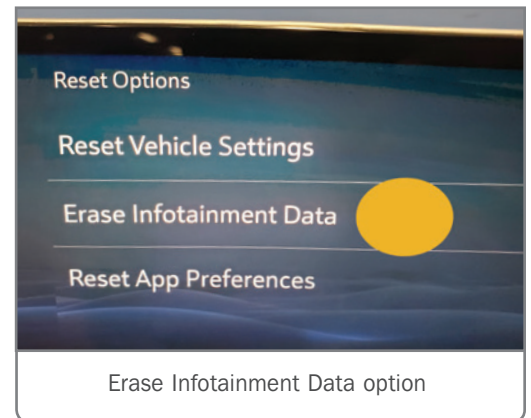 Reset Options
Reset Vehicle Settings
Erase Infotainment Data
Reset App Preferences
Erase Infotainment Data option